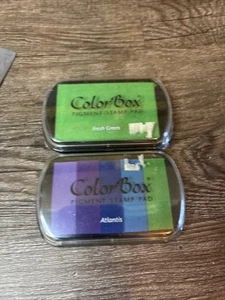 ColorBox
PIGMENT STAMP PAD
Fresh Green
ColorBox
PIGMENT STAMP PAD
Atlantis